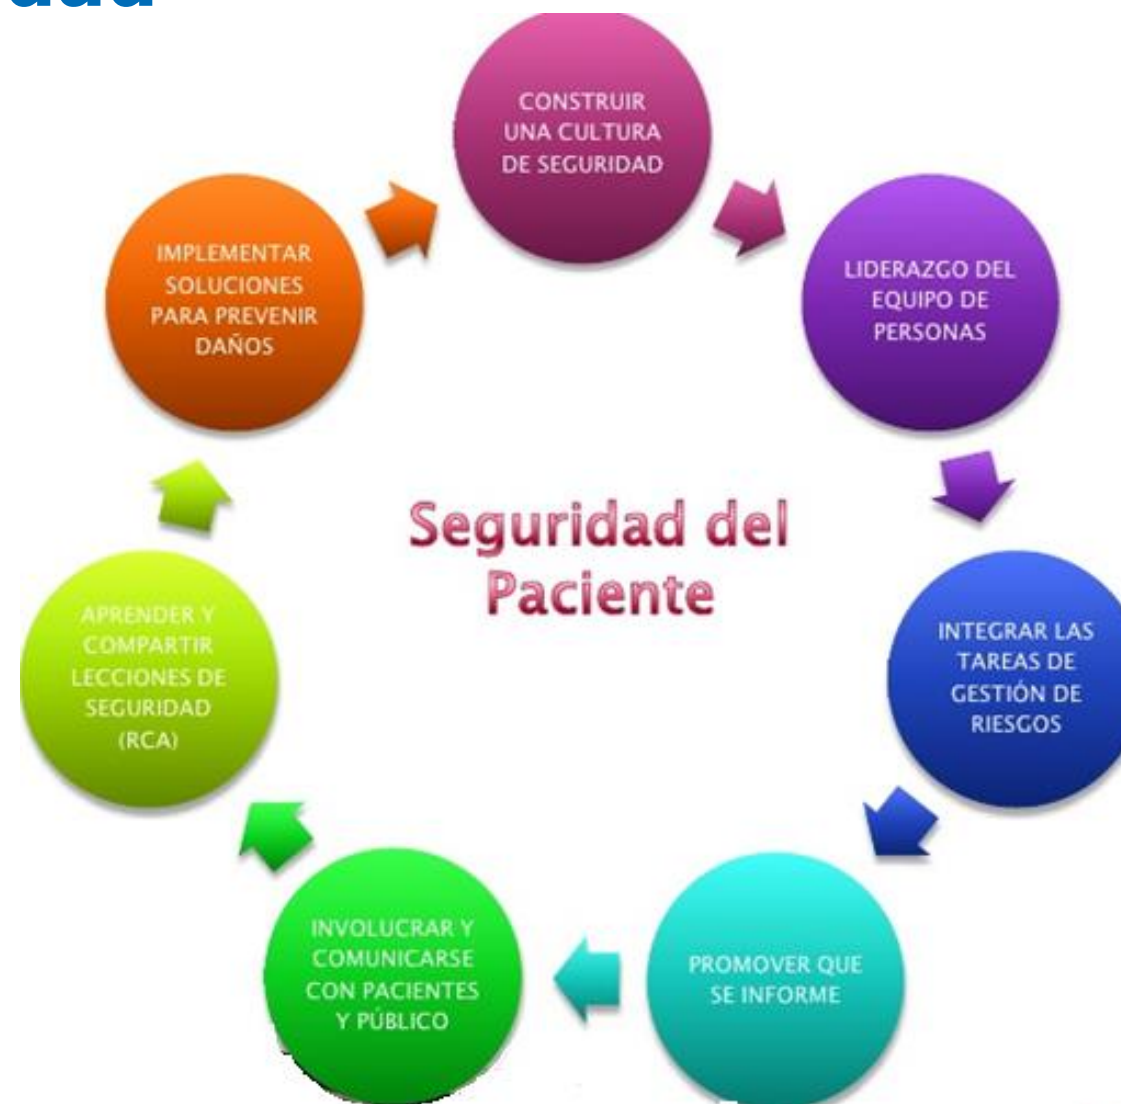 CONSTRUIR
UNA CULTURA
DE SEGURIDAD
LIDERAZGO DEL
EQUIPO DE
PERSONAS
INTEGRAR LAS
TAREAS DE
GESTIÓN DE
RIESGOS
PROMOVER QUE
SE INFORME
INVOLUCRAR Y
COMUNICARSE
CON PACIENTES
Y PÚBLICO
APRENDER Y
COMPARTIR
LECCIONES DE
SEGURIDAD
(RCA)
IMPLEMENTAR
SOLUCIONES
PARA PREVENIR
DAÑOS
Seguridad del
Paciente